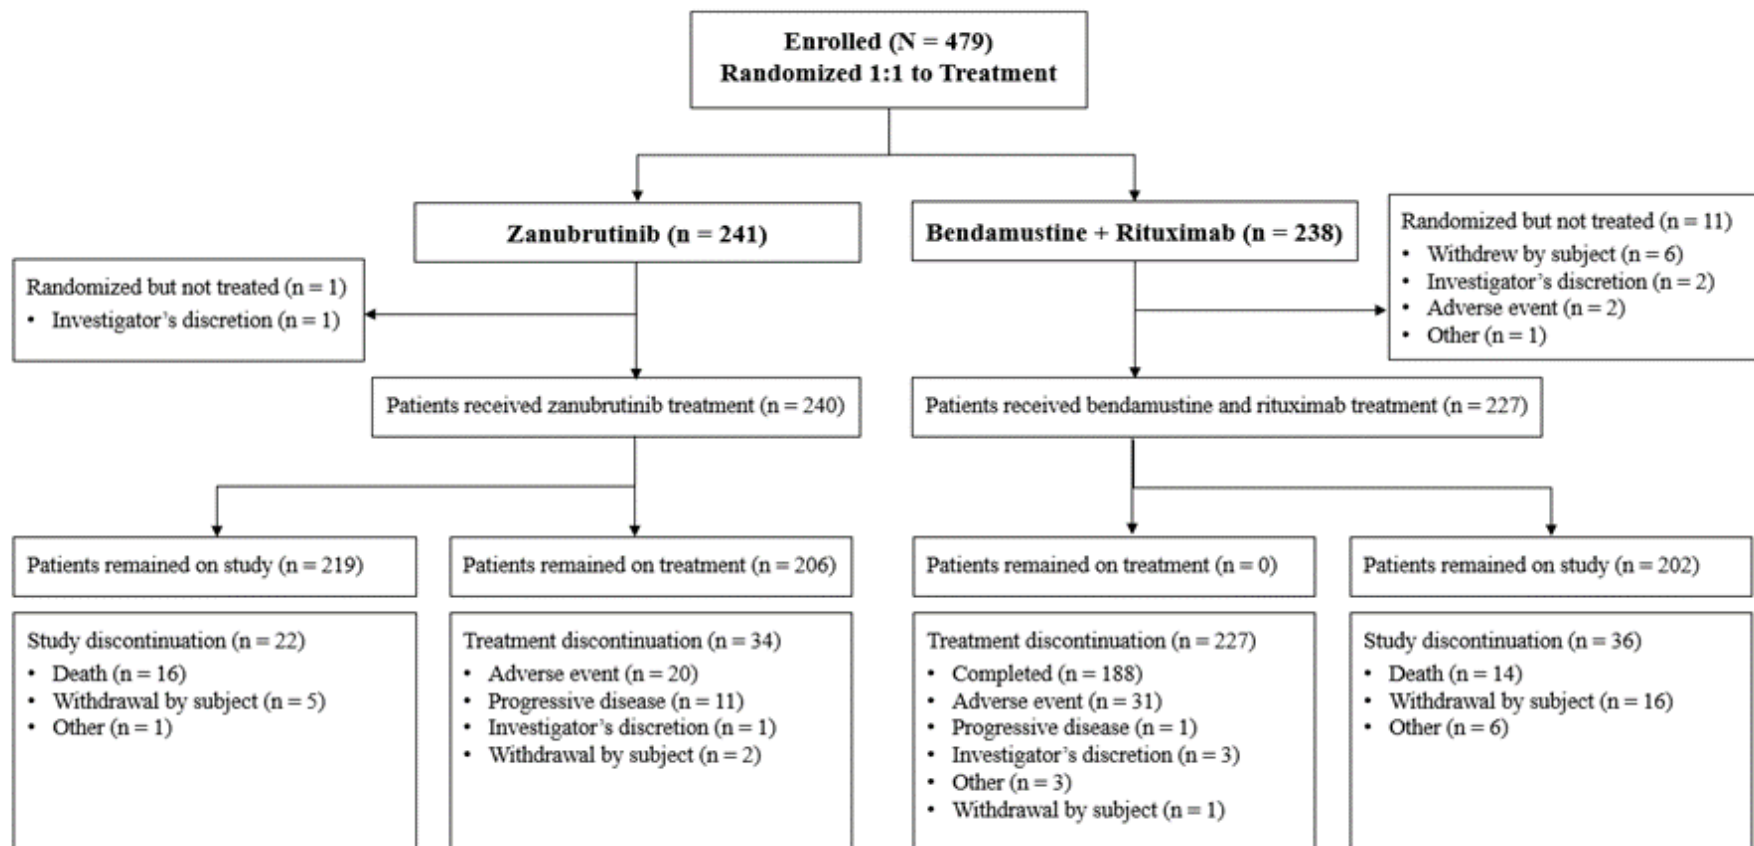 Enrolled (N = 479)
Randomized 1:1 to Treatment
Zanubrutinib (n = 241)
Bendamustine + Rituximab (n = 238)
Randomized but not treated (n = 1)
• Investigator's discretion (n = 1)
Randomized but not treated (n = 11)
• Withdrew by subject (n = 6)
• Investigator's discretion (n = 2)
• Adverse event (n = 2)
• Other (n = 1)
Patients received zanubrutinib treatment (n = 240)
Patients received bendamustine and rituximab treatment (n = 227)
Patients remained on study (n = 219)
Patients remained on treatment (n = 206)
Patients remained on treatment (n = 0)
Patients remained on study (n = 202)
Study discontinuation (n = 22)
• Death (n = 16)
• Withdrawal by subject (n = 5)
• Other (n = 1)
Treatment discontinuation (n = 34)
• Adverse event (n = 20)
• Progressive disease (n = 11)
• Investigator's discretion (n = 1)
• Withdrawal by subject (n = 2)
Treatment discontinuation (n = 227)
• Completed (n = 188)
• Adverse event (n = 31)
• Progressive disease (n = 1)
• Investigator's discretion (n = 3)
• Other (n = 3)
• Withdrawal by subject (n = 1)
Study discontinuation (n = 36)
• Death (n = 14)
• Withdrawal by subject (n = 16)
• Other (n = 6)